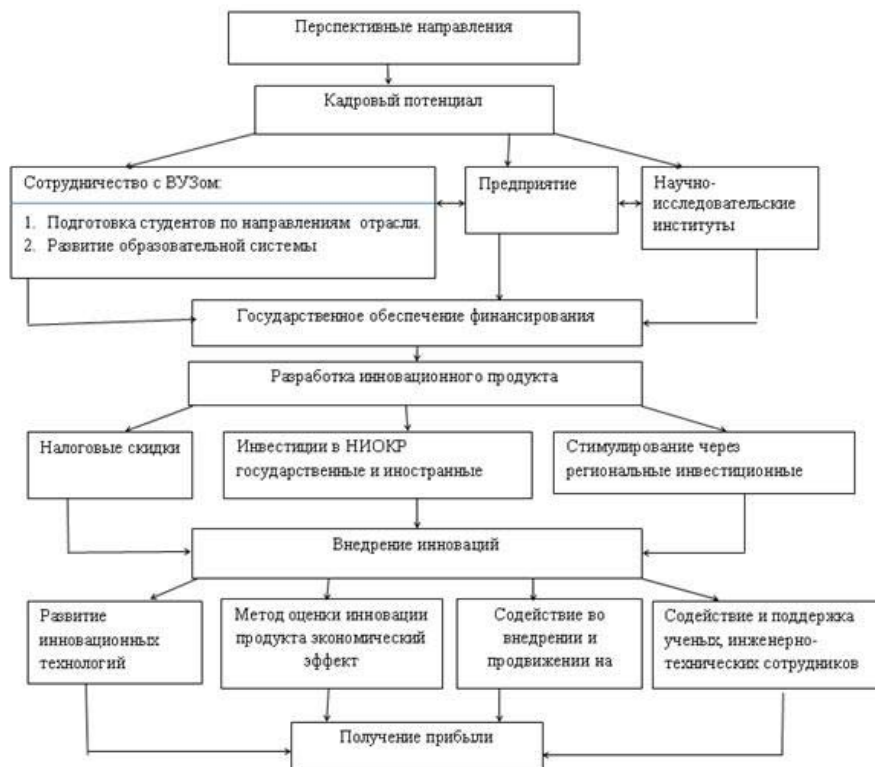 Перспективные направления
Кадровый потенциал
Сотрудничество с ВУЗом:
1. Подготовка студентов по направлениям отрасли.
2. Развитие образовательной системы
Предприятие
Научно-
исследовательские
институты
Государственное обеспечение финансирования
Разработка инновационного продукта
Налоговые скидки
Инвестиции в НИОКР
государственные и иностранные
Стимулирование через
региональные инвестиционные
Внедрение инноваций
Развитие
инновационных
технологий
Метод оценки инновации
продукта экономический
эффект
Содействие во
внедрении и
продвижении на
Содействие и поддержка
ученых, инженерно-
технических сотрудников
Получение прибыли